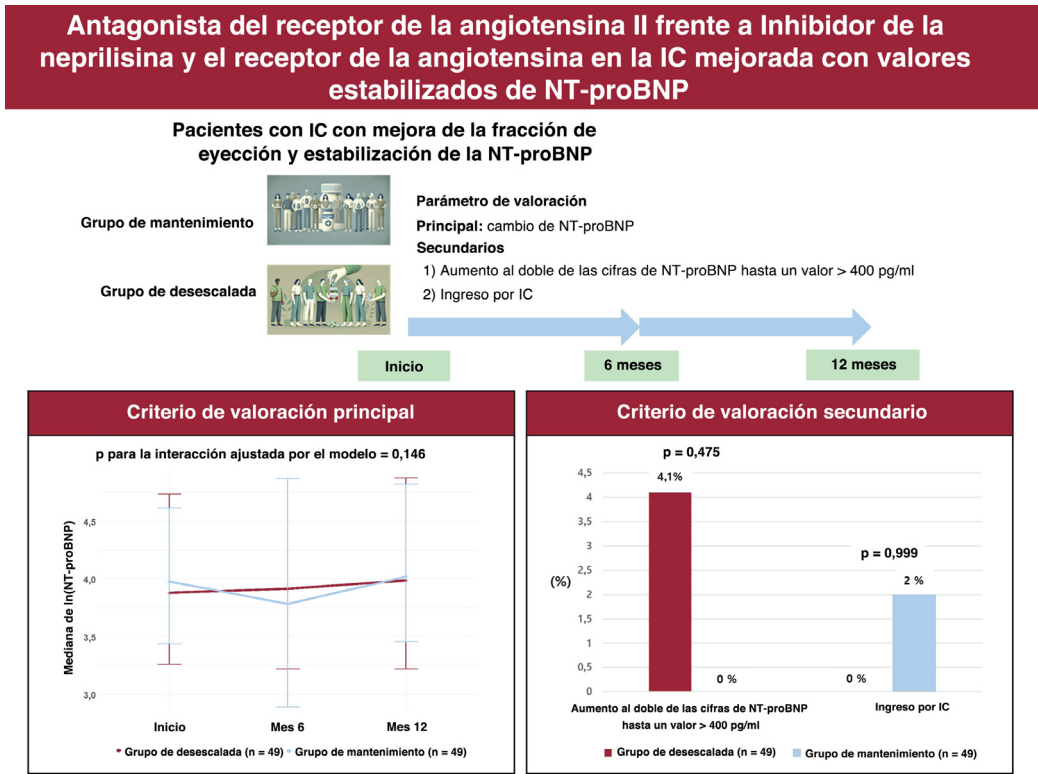 Antagonista del receptor de la angiotensina II frente a Inhibidor de la
neprilisina y el receptor de la angiotensina en la IC mejorada con valores
estabilizados de NT-proBNP
Pacientes con IC con mejora de la fracción de
eyección y estabilización de la NT-proBNP
Grupo de mantenimiento
Grupo de desescalada
Parámetro de valoración
Principal: cambio de NT-proBNP
Secundarios
1) Aumento al doble de las cifras de NT-proBNP hasta un valor > 400 pg/ml
2) Ingreso por IC
Inicio
6 meses
12 meses
Criterio de valoración principal
p para la interacción ajustada por el modelo = 0,146
Mediana de ln(NT-proBNP)
4,5
4,0
3,5
3,0
Inicio
Mes 6
Mes 12
Grupo de desescalada (n = 49)
Grupo de mantenimiento (n = 49)
Criterio de valoración secundario
p = 0,475
4,1%
p = 0,999
2 %
0 %
0 %
(%)
4,5
4
3,5
3
2,5
2
1,5
1
0,5
0
Aumento al doble de las cifras de NT-proBNP
hasta un valor > 400 pg/ml
Ingreso por IC
Grupo de desescalada (n = 49)
Grupo de mantenimiento (n = 49)